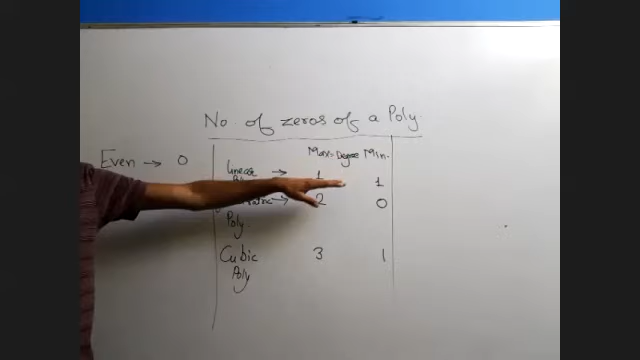 No. of zeros of a Poly
Max = Degree Min.
Even → 0
Linear → 1 1
→ 2 0
Poly.
Cubic 3 1
Poly